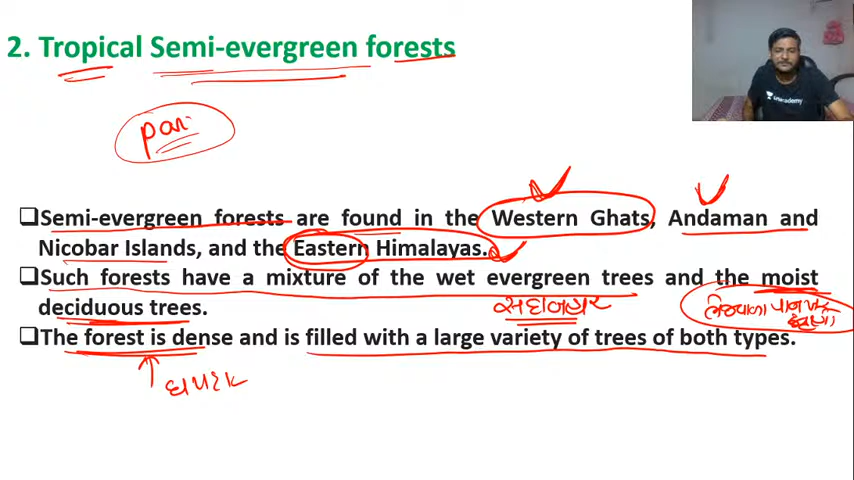 2. Tropical Semi-evergreen forests
unacademy
par
❑Semi-evergreen forests are found in the Western Ghats, Andaman and
Nicobar Islands, and the Eastern Himalayas.
❑Such forests have a mixture of the wet evergreen trees and the moist
deciduous trees.
❑The forest is dense and is filled with a large variety of trees of both types.